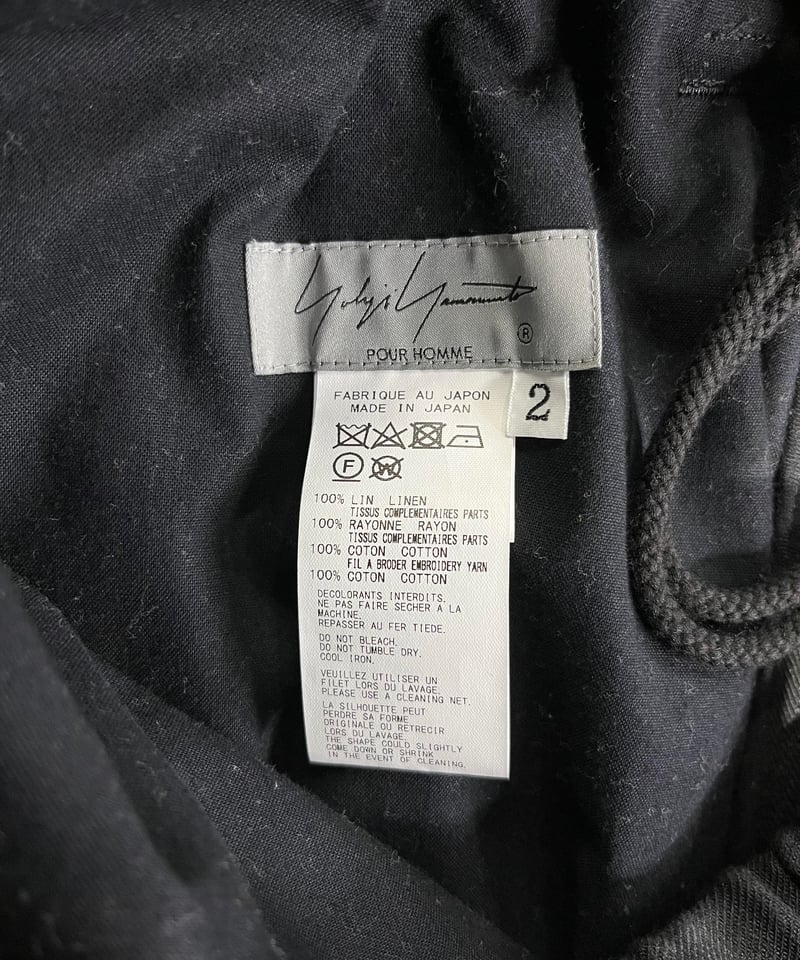 Yohji Yamamoto
®
POUR HOMME
2
FABRIQUE AU JAPON
MADE IN JAPAN
F W
100% LIN LINEN
TISSUS COMPLEMENTAIRES PARTS
100% RAYONNE RAYON
TISSUS COMPLEMENTAIRES PARTS
100% COTON COTTON
FIL A BRODER EMBROIDERY YARN
100% COTON COTTON
DECOLORANTS INTERDITS.
NE PAS FAIRE SECHER A LA
MACHINE.
REPASSER AU FER TIEDE.
DO NOT BLEACH.
DO NOT TUMBLE DRY.
COOL IRON.
VEUILLEZ UTILISER UN
FILET LORS DU LAVAGE.
PLEASE USE A CLEANING NET.
LA SILHOUETTE PEUT
PERDRE SA FORME
ORIGINALE OU RETRECIR
LORS DU LAVAGE.
THE SHAPE COULD SLIGHTLY
COME DOWN OR SHRINK
IN THE EVENT OF CLEANING.